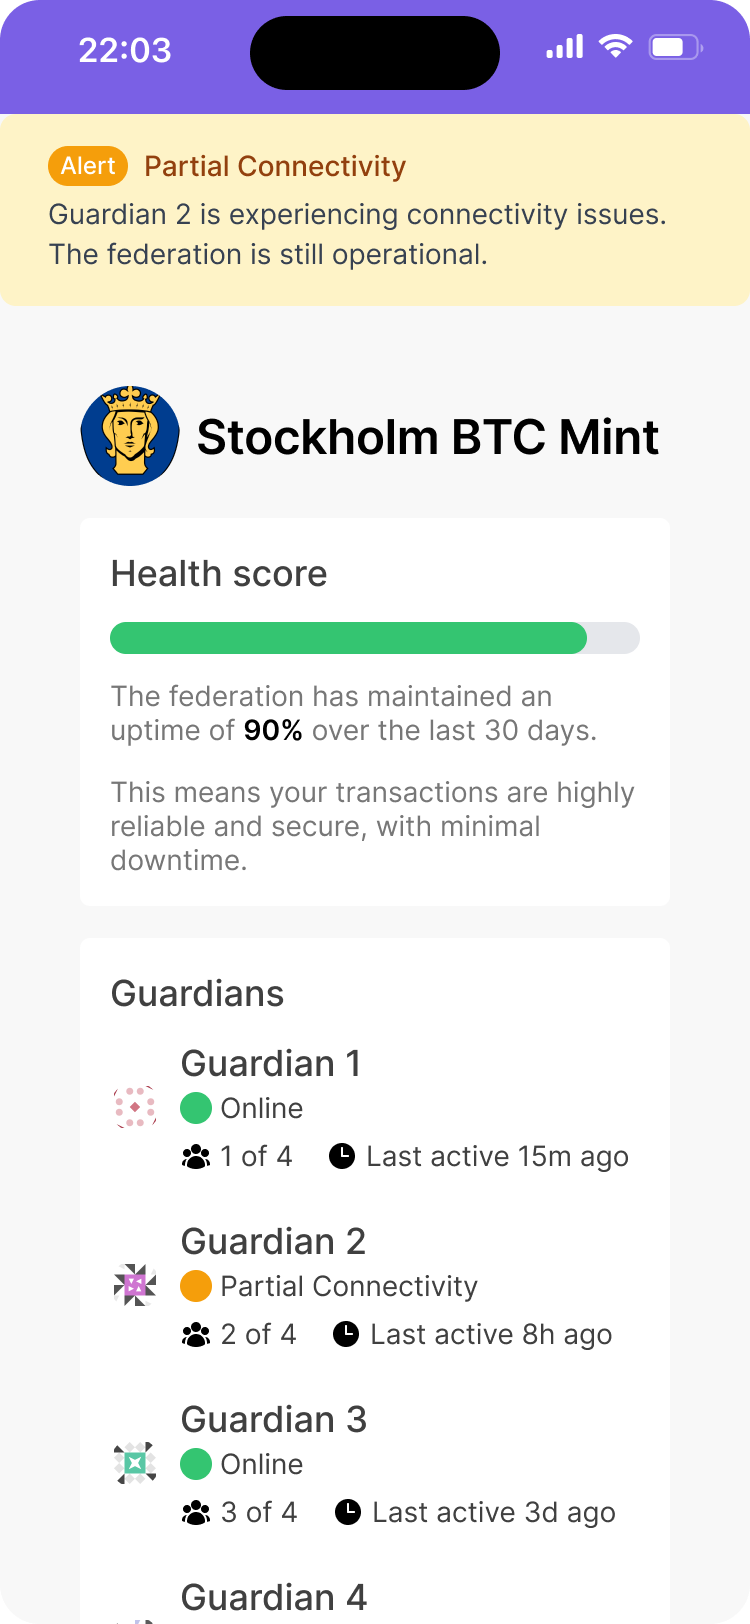 22:03
Alert Partial Connectivity
Guardian 2 is experiencing connectivity issues.
The federation is still operational.
Stockholm BTC Mint
Health score
The federation has maintained an
uptime of 90% over the last 30 days.
This means your transactions are highly
reliable and secure, with minimal
downtime.
Guardians
Guardian 1
Online
1 of 4 Last active 15m ago
Guardian 2
Partial Connectivity
2 of 4 Last active 8h ago
Guardian 3
Online
3 of 4 Last active 3d ago
Guardian 4